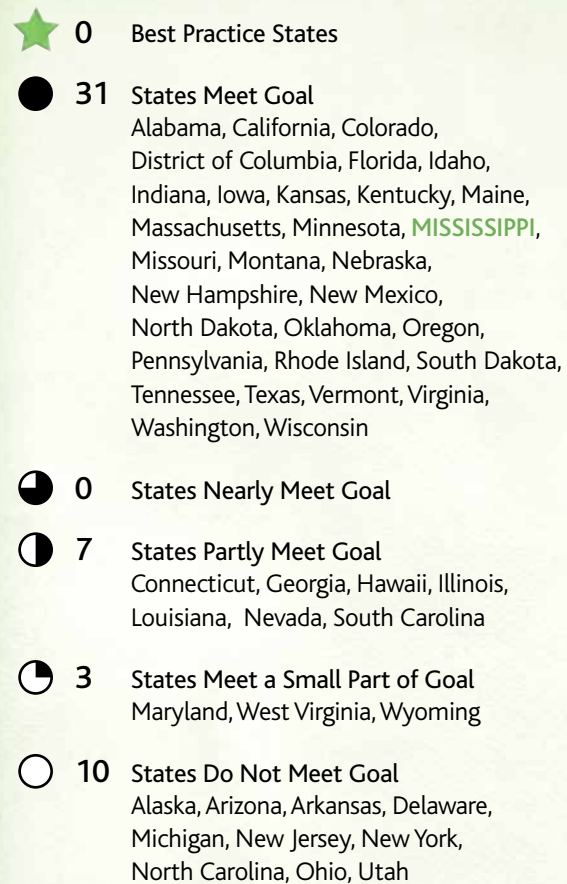 0 Best Practice States
31 States Meet Goal
Alabama, California, Colorado,
District of Columbia, Florida, Idaho,
Indiana, Iowa, Kansas, Kentucky, Maine,
Massachusetts, Minnesota, MISSISSIPPI,
Missouri, Montana, Nebraska,
New Hampshire, New Mexico,
North Dakota, Oklahoma, Oregon,
Pennsylvania, Rhode Island, South Dakota,
Tennessee, Texas, Vermont, Virginia,
Washington, Wisconsin
0 States Nearly Meet Goal
7 States Partly Meet Goal
Connecticut, Georgia, Hawaii, Illinois,
Louisiana, Nevada, South Carolina
3 States Meet a Small Part of Goal
Maryland, West Virginia, Wyoming
10 States Do Not Meet Goal
Alaska, Arizona, Arkansas, Delaware,
Michigan, New Jersey, New York,
North Carolina, Ohio, Utah